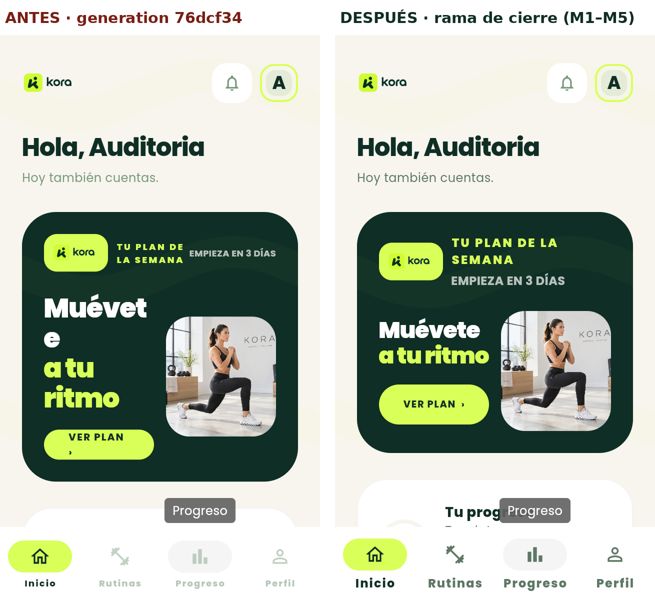 ANTES · generation 76dcf34
kora
A
Hola, Auditoria
Hoy también cuentas.
kora
TU PLAN DE
LA SEMANA
EMPIEZA EN 3 DÍAS
Muévet
e
a tu
ritmo
VER PLAN
›
KORA
Progreso
Inicio
Rutinas
Progreso
Perfil
DESPUÉS · rama de cierre (M1–M5)
kora
A
Hola, Auditoria
Hoy también cuentas.
kora
TU PLAN DE LA
SEMANA
EMPIEZA EN 3 DÍAS
Muévete
a tu ritmo
VER PLAN ›
KORA
Tu prog
Progreso
Inicio
Rutinas
Progreso
Perfil